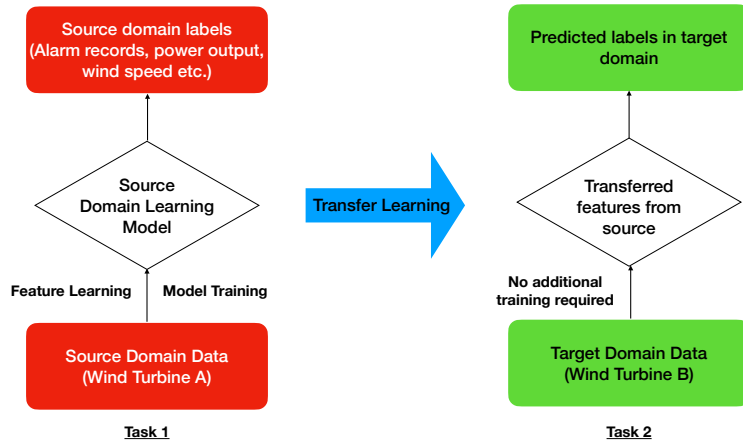 Source domain labels
(Alarm records, power output,
wind speed etc.)
Predicted labels in target
domain
Source
Domain Learning
Model
Transfer Learning
Transferred
features from
source
Feature Learning
Model Training
No additional
training required
Source Domain Data
(Wind Turbine A)
Target Domain Data
(Wind Turbine B)
Task 1
Task 2